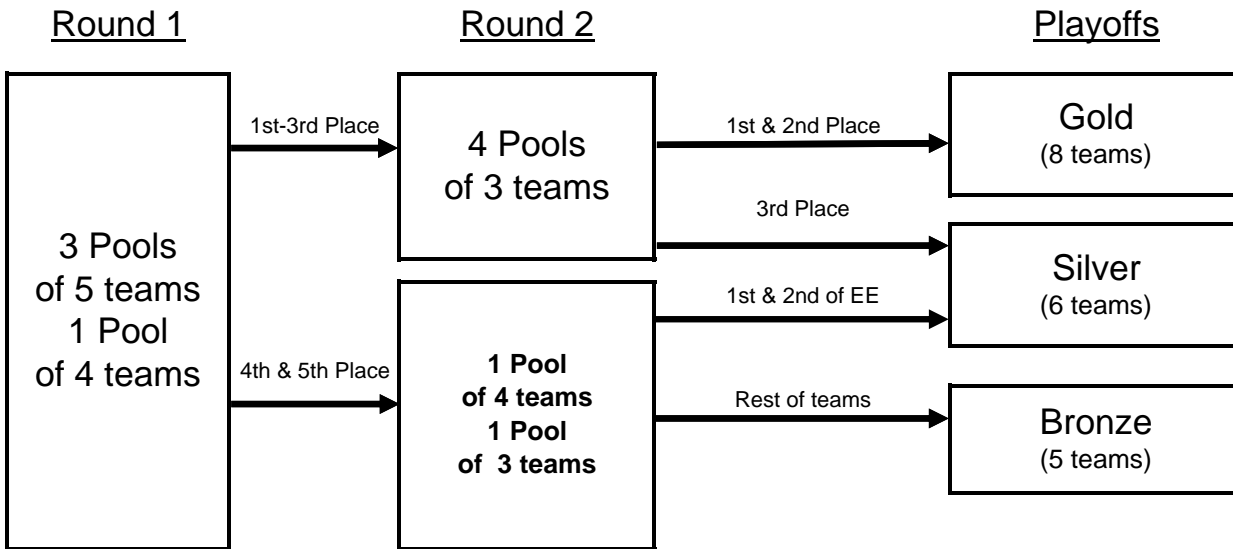 Round 1
Round 2
Playoffs
3 Pools
of 5 teams
1 Pool
of 4 teams
1st-3rd Place
4th & 5th Place
4 Pools
of 3 teams
1 Pool
of 4 teams
1 Pool
of 3 teams
1st & 2nd Place
3rd Place
1st & 2nd of EE
Rest of teams
Gold
(8 teams)
Silver
(6 teams)
Bronze
(5 teams)